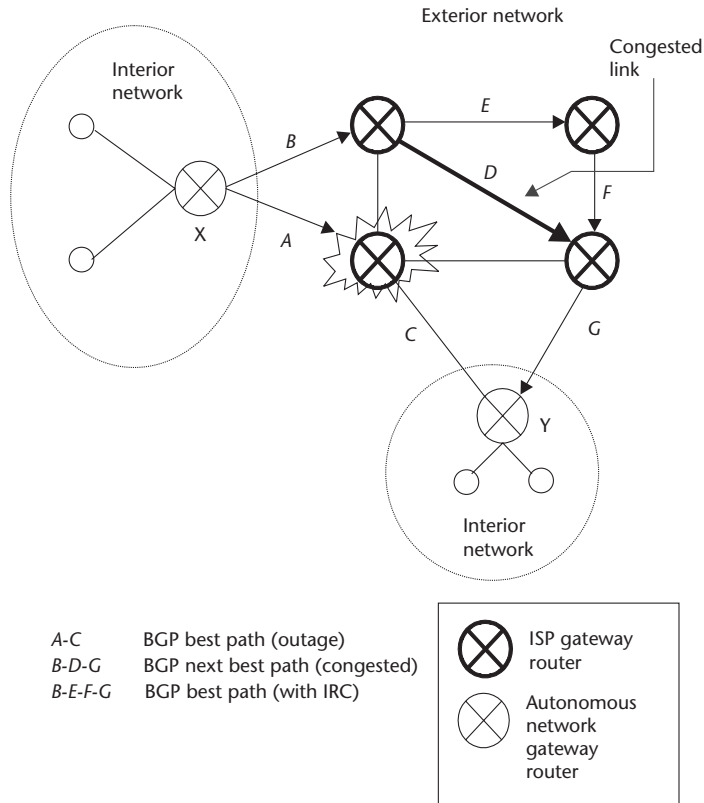 Exterior network
Congested
link
Interior
network
B
E
D
F
X
A
C
G
Y
Interior
network
A-C BGP best path (outage)
B-D-G BGP next best path (congested)
B-E-F-G BGP best path (with IRC)
ISP gateway
router
Autonomous
network
gateway
router